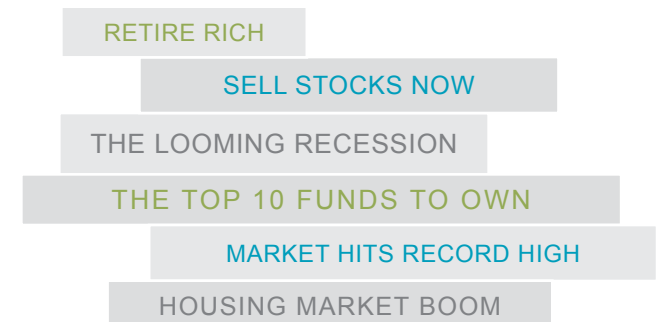 RETIRE RICH
SELL STOCKS NOW
THE LOOMING RECESSION
THE TOP 10 FUNDS TO OWN
MARKET HITS RECORD HIGH
HOUSING MARKET BOOM